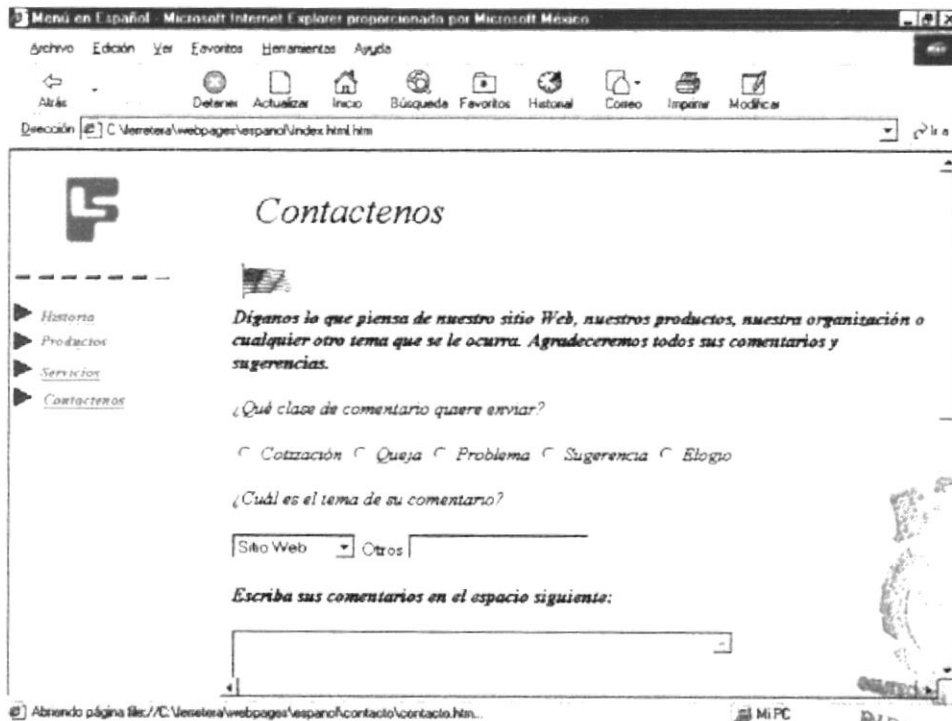 Menú en Español - Microsoft Internet Explorer proporcionado por Microsoft México
Archivo Edición Ver Favoritos Herramientas Ayuda
Atrás Detener Actualizar Inicio Búsqueda Favoritos Historial Correo Imprimir Modificar
Dirección C:\ferretera\webpages\espanol\index.html.htm Ir a
LS
Contactenos
Historia
Productos
Servicios
Contactenos
Díganos lo que piensa de nuestro sitio Web, nuestros productos, nuestra organización o
cualquier otro tema que se le ocurra. Agradeceremos todos sus comentarios y
sugerencias.
¿Qué clase de comentario quiere enviar?
Cotización Queja Problema Sugerencia Elogio
¿Cuál es el tema de su comentario?
Sitio Web Otros
Escriba sus comentarios en el espacio siguiente:
Abriendo página file://C:\ferretera\webpages\espanol\contacto\contacto.htm... Mi PC